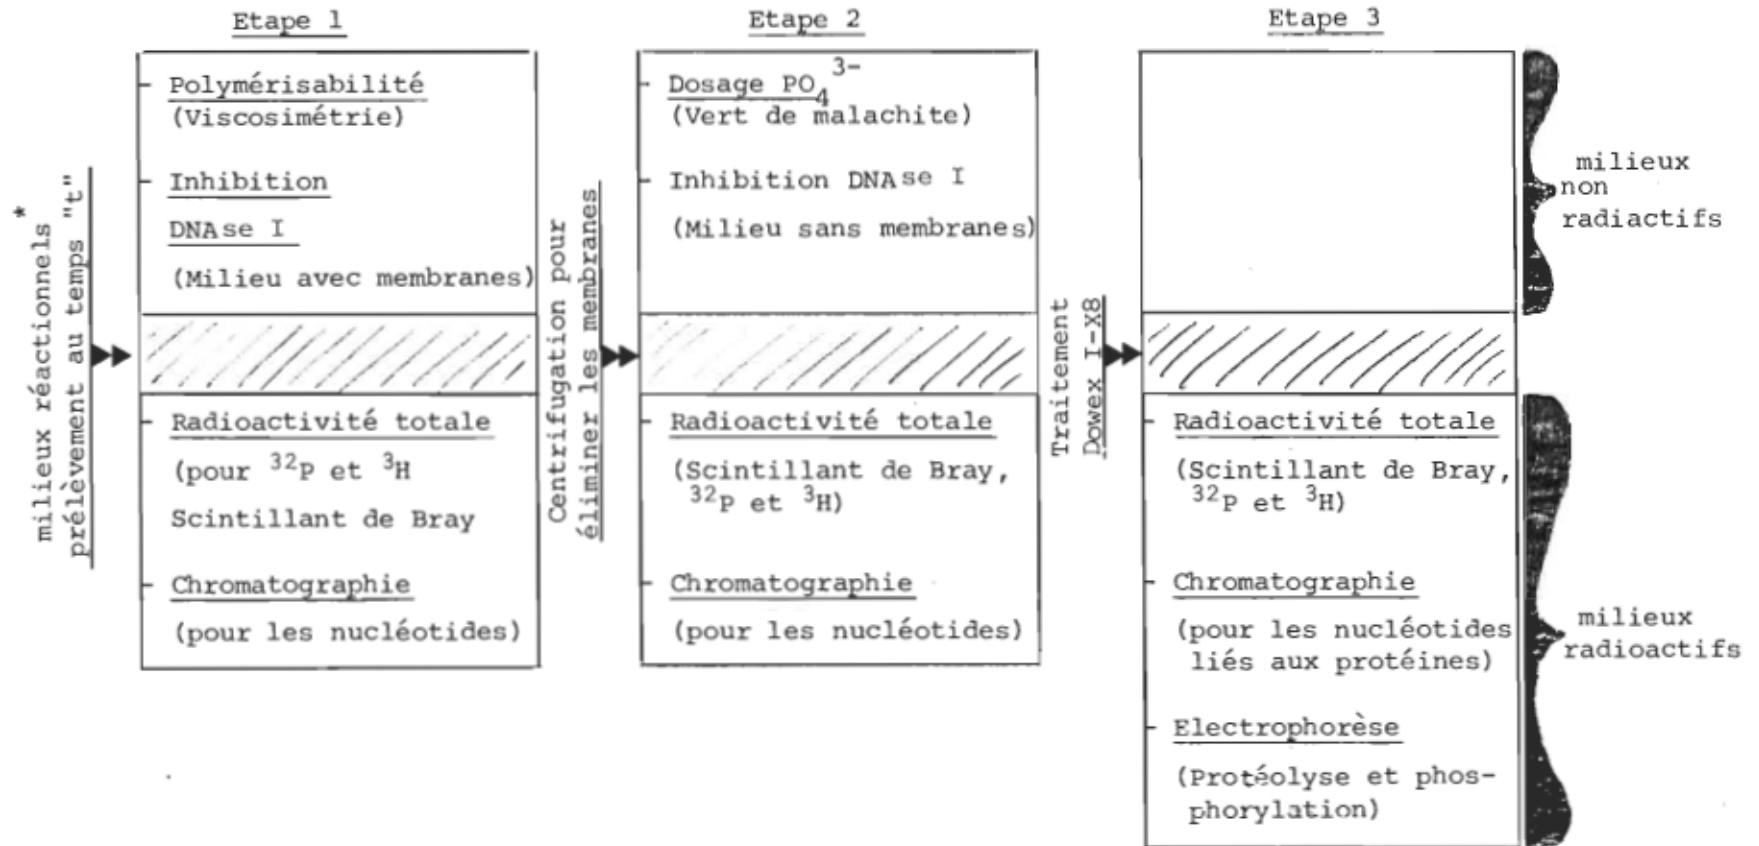 Etape 1
Etape 2
Etape 3
milieux réactionnels*
prélèvement au temps "t"
- Polymérisabilité
(Viscosimétrie)
- Inhibition
DNAse I
(Milieu avec membranes)
- Radioactivité totale
(pour ³²P et ³H
Scintillant de Bray
- Chromatographie
(pour les nucléotides)
Centrifugation pour
éliminer les membranes
- Dosage PO₄³⁻
(Vert de malachite)
- Inhibition DNAse I
(Milieu sans membranes)
- Radioactivité totale
(Scintillant de Bray,
³²P et ³H)
- Chromatographie
(pour les nucléotides)
Traitement
Dowex I-X8
- Radioactivité totale
(Scintillant de Bray,
³²P et ³H)
- Chromatographie
(pour les nucléotides
liés aux protéines)
- Electrophorèse
(Protéolyse et phos-
phorylation)
milieux
non
radiactifs
milieux
radioactifs